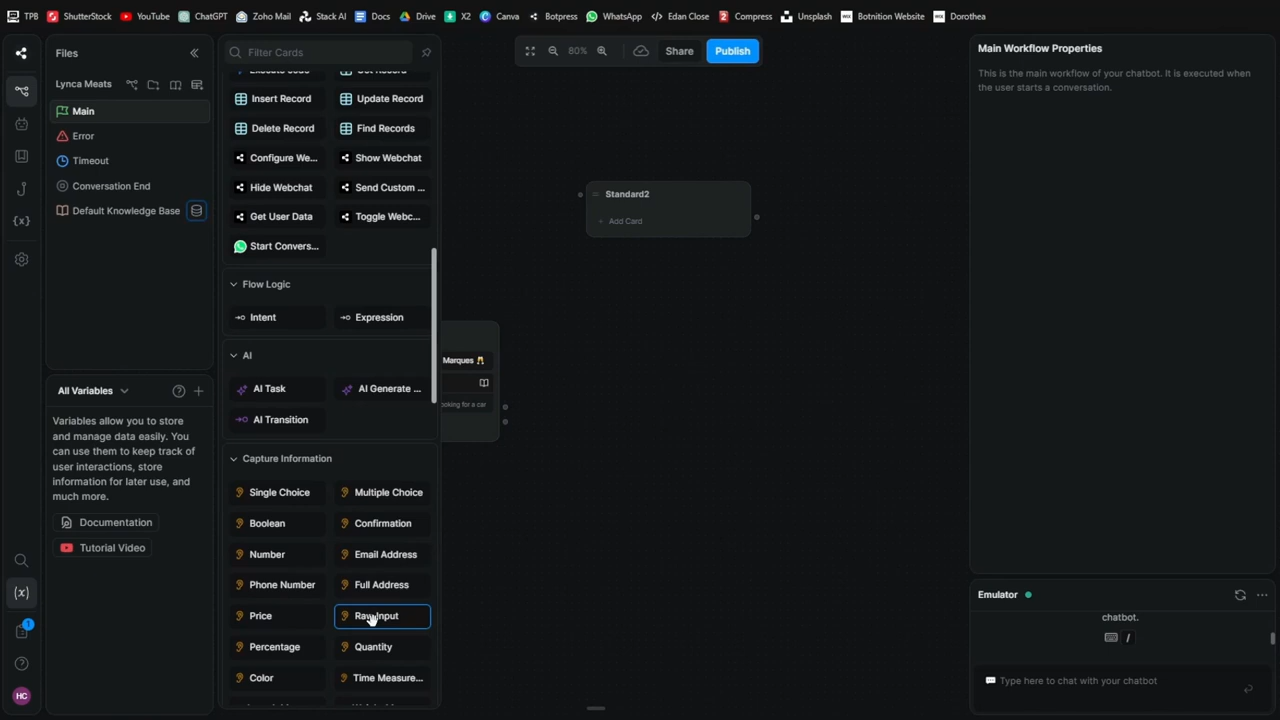 TPB ShutterStock YouTube ChatGPT Zoho Mail Stack AI Docs Drive X2 Canva Botpress WhatsApp Edan Close Compress Unsplash Botnition Website Dorothea
Files
Lynca Meats
Main
Error
Timeout
Conversation End
Default Knowledge Base
All Variables
Variables allow you to store
and manage data easily. You
can use them to keep track of
user interactions, store
information for later use, and
much more.
Documentation
Tutorial Video
1
HC
Filter Cards
Insert Record Update Record
Delete Record Find Records
Configure We... Show Webchat
Hide Webchat Send Custom ...
Get User Data Toggle Webc...
Start Convers...
Flow Logic
Intent Expression
AI
AI Task AI Generate ...
AI Transition
Capture Information
Single Choice Multiple Choice
Boolean Confirmation
Number Email Address
Phone Number Full Address
Price Raw Input
Percentage Quantity
Color Time Measure...
80% Share Publish
Standard2
+ Add Card
Marques
ooking for a car
Main Workflow Properties
This is the main workflow of your chatbot. It is executed when
the user starts a conversation.
Emulator
chatbot.
/
Type here to chat with your chatbot